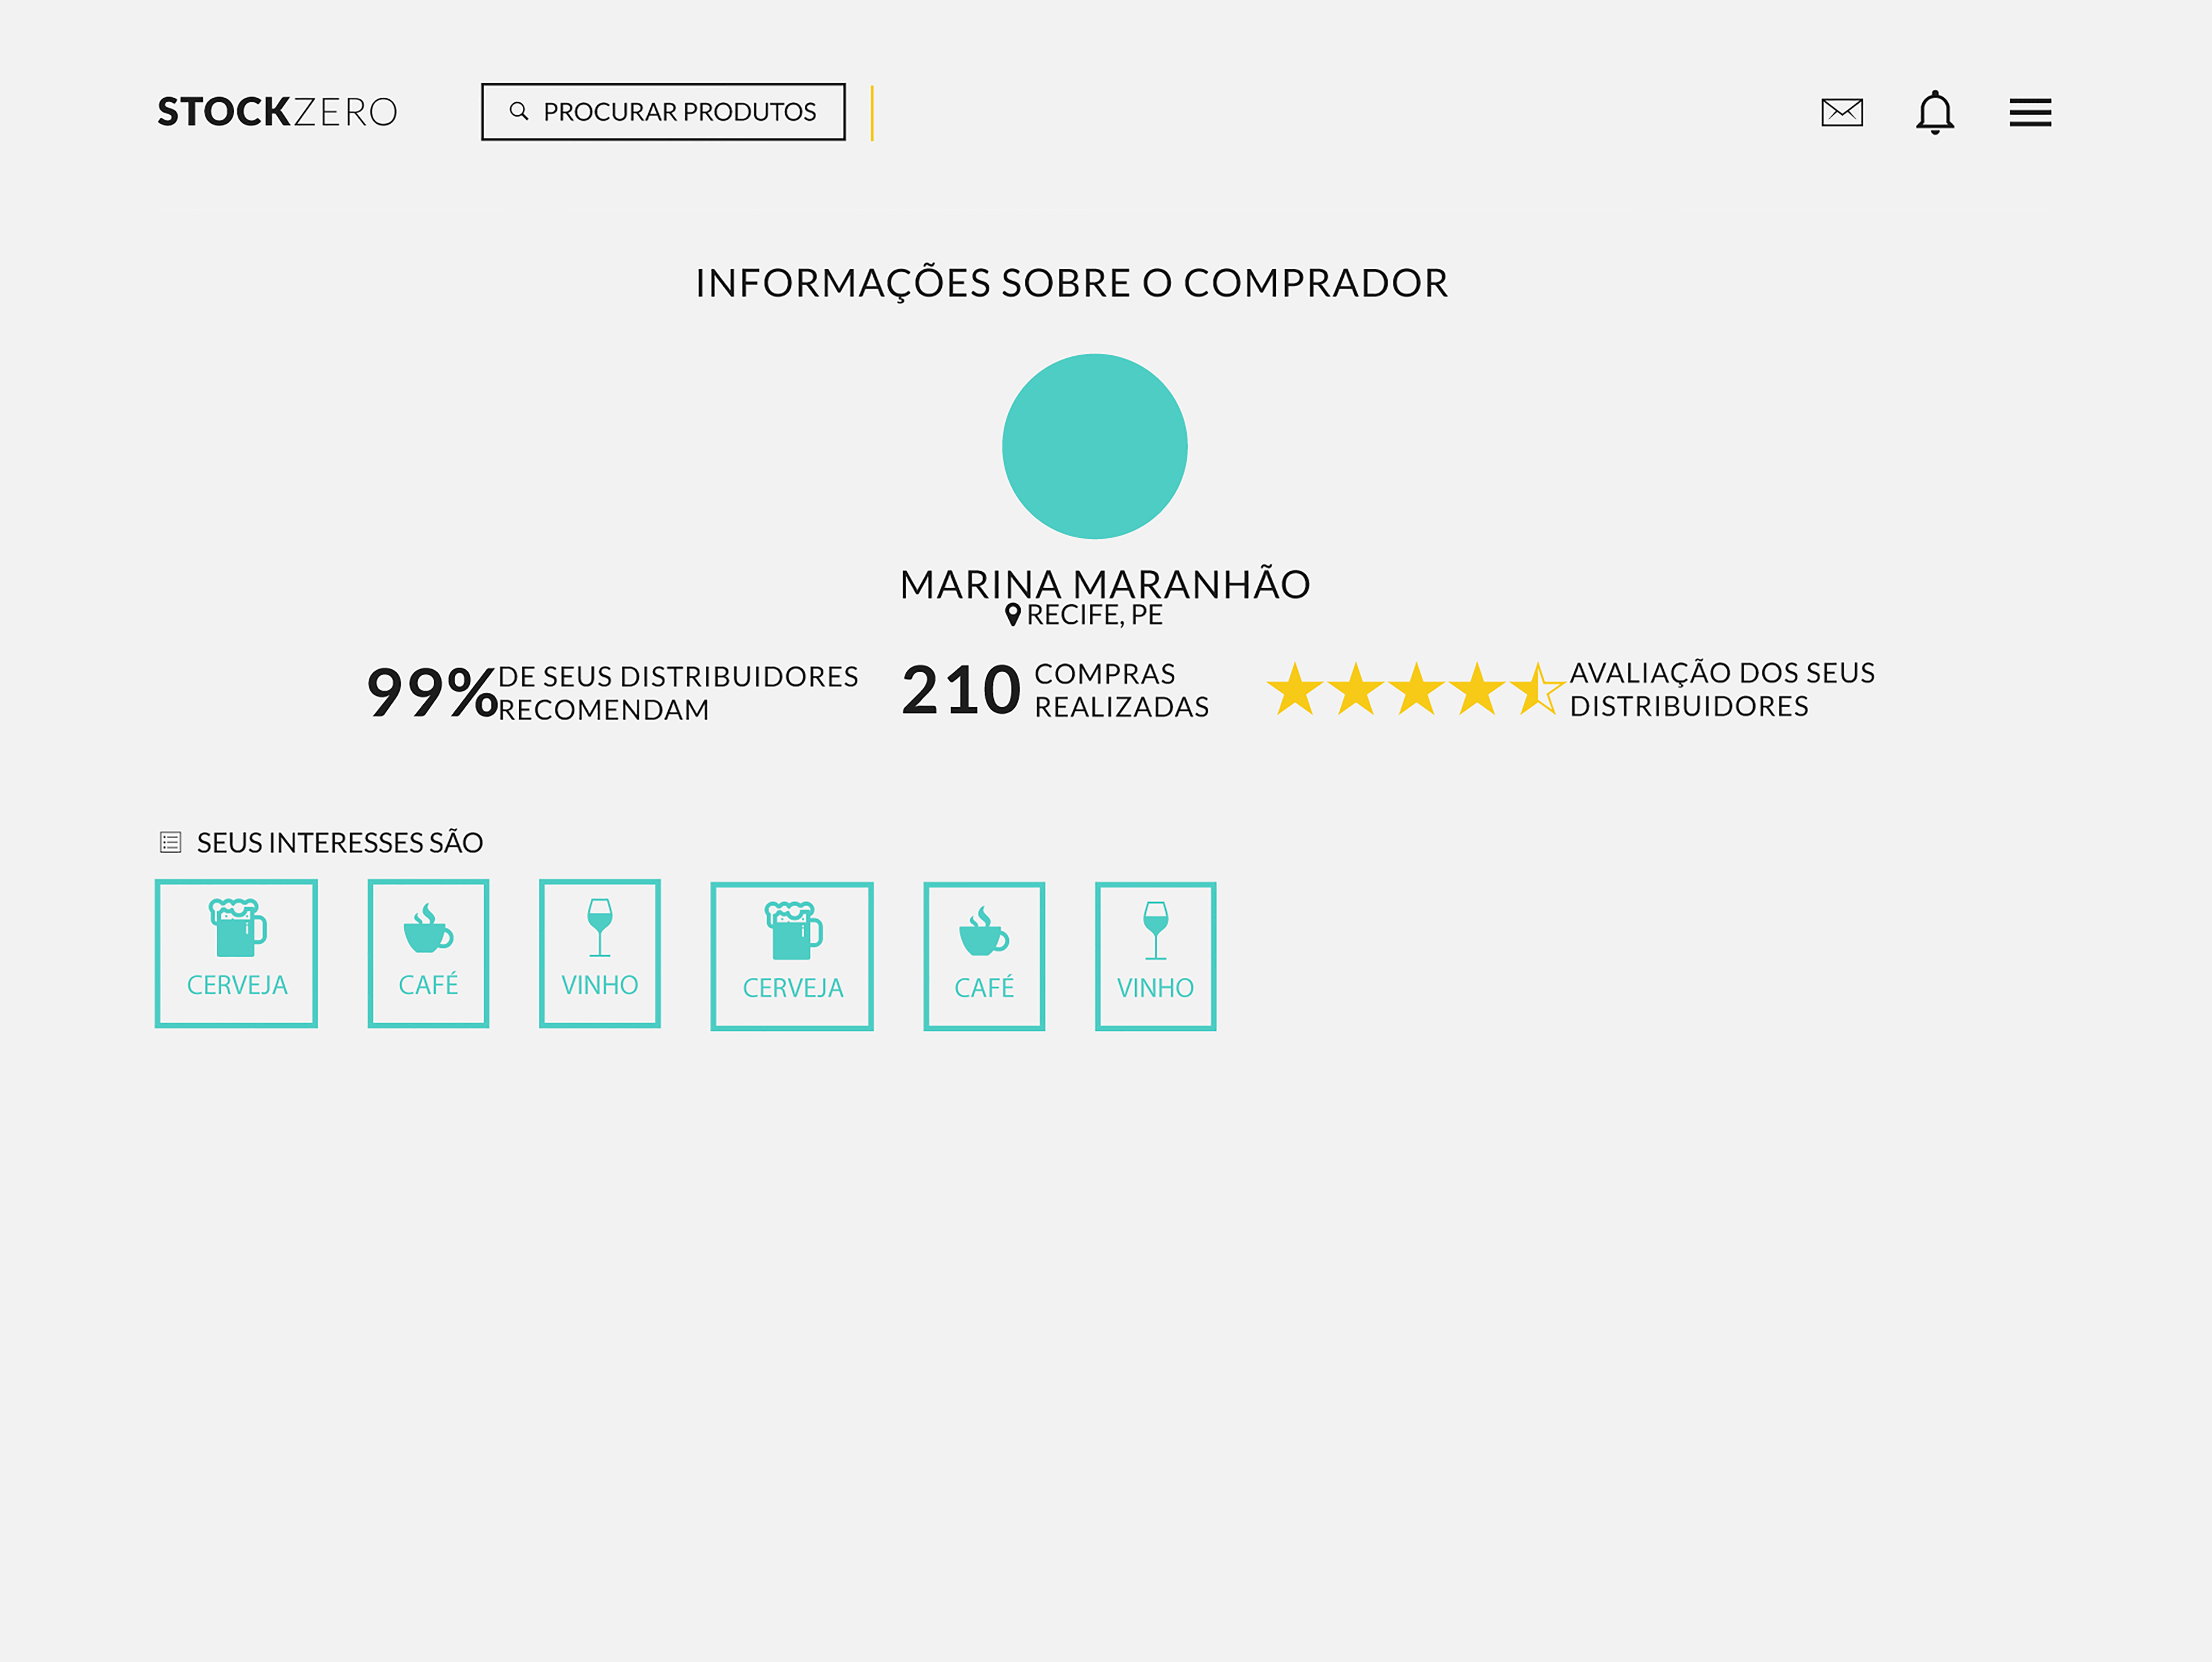 STOCKZERO
PROCURAR PRODUTOS
INFORMAÇÕES SOBRE O COMPRADOR
MARINA MARANHÃO
RECIFE, PE
99%
DE SEUS DISTRIBUIDORES
RECOMENDAM
210
COMPRAS
REALIZADAS
AVALIAÇÃO DOS SEUS
DISTRIBUIDORES
SEUS INTERESSES SÃO
CERVEJA
CAFÉ
VINHO
CERVEJA
CAFÉ
VINHO